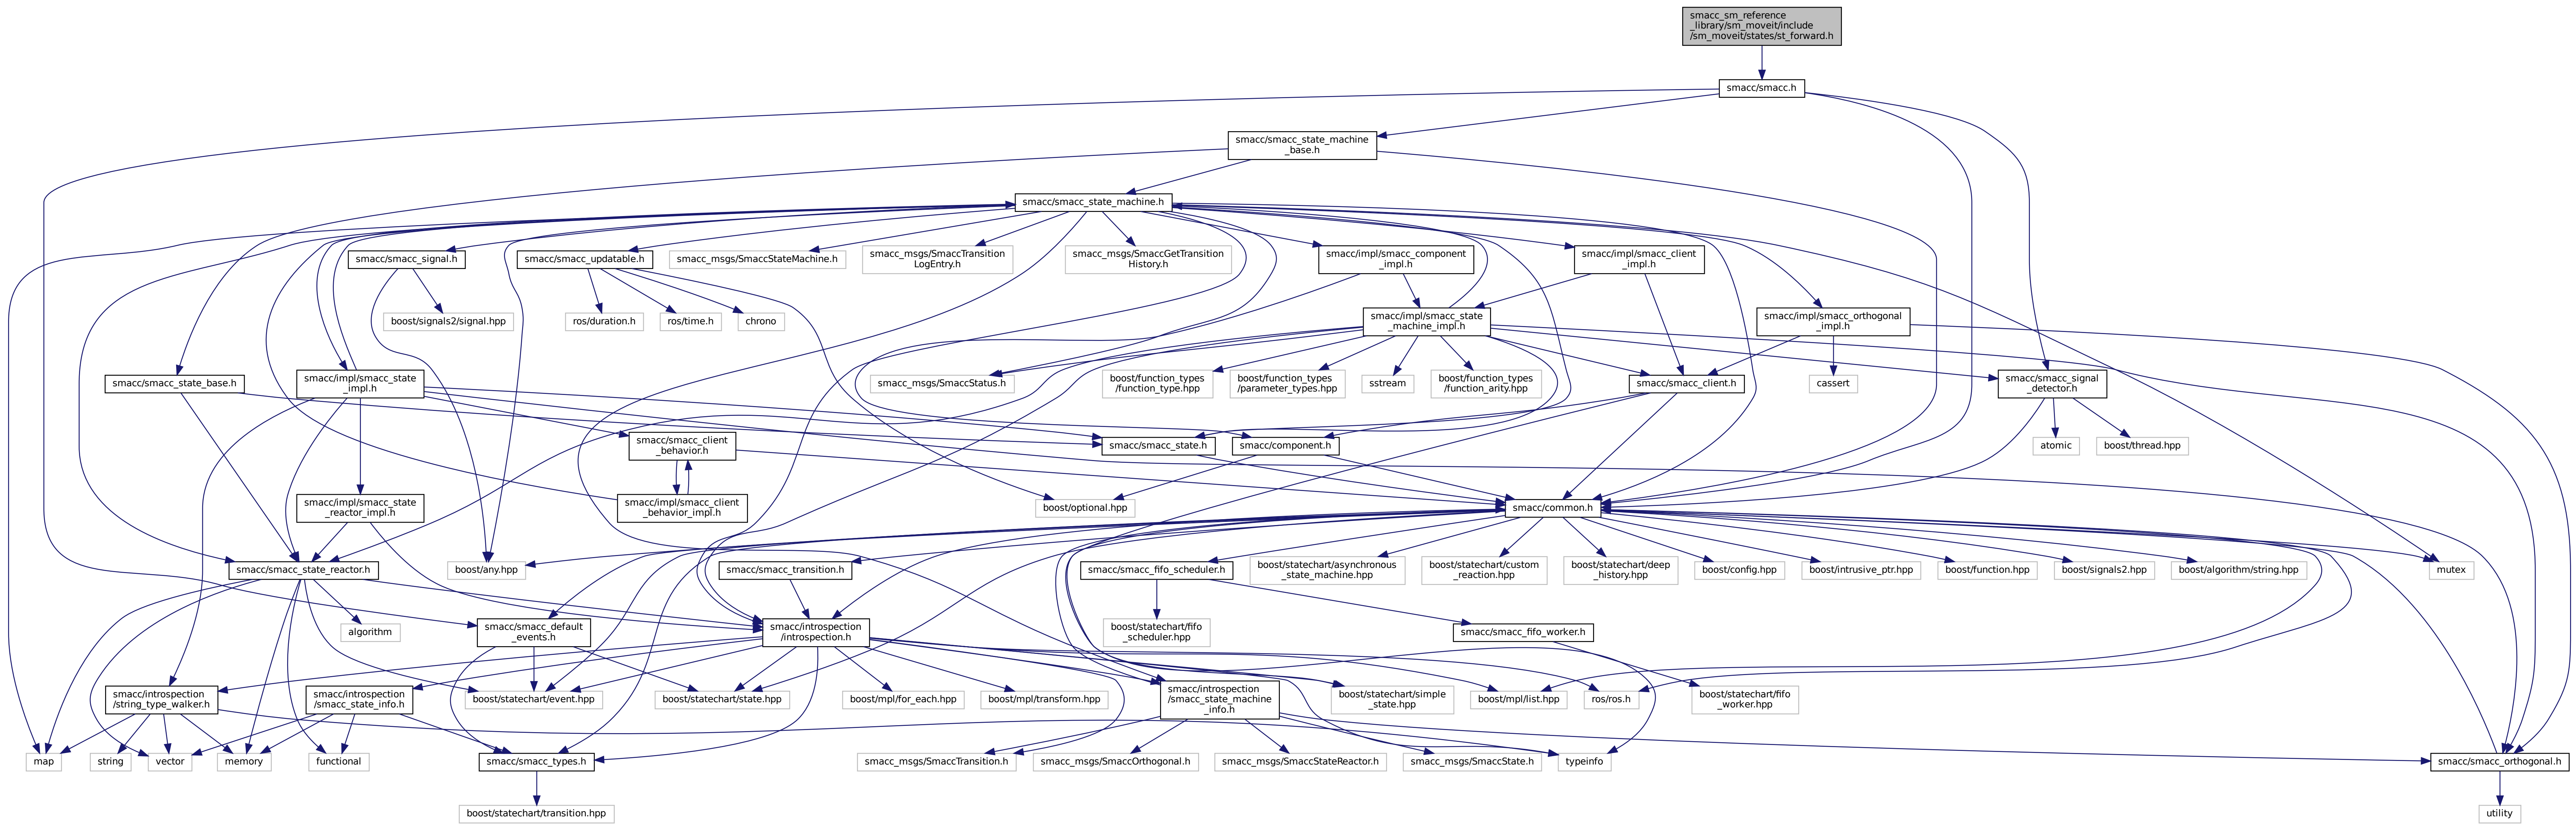 smacc_sm_reference
_library/sm_moveit/include
/sm_moveit/states/st_forward.h
smacc/smacc.h
smacc/smacc_state_machine
_base.h
smacc/smacc_state_machine.h
smacc/smacc_signal.h
smacc/smacc_updatable.h
smacc_msgs/SmaccStateMachine.h
smacc_msgs/SmaccTransition
LogEntry.h
smacc_msgs/SmaccGetTransition
History.h
smacc/impl/smacc_component
_impl.h
smacc/impl/smacc_client
_impl.h
boost/signals2/signal.hpp
ros/duration.h
ros/time.h
chrono
smacc/impl/smacc_state
_machine_impl.h
smacc/impl/smacc_orthogonal
_impl.h
smacc/smacc_state_base.h
smacc/impl/smacc_state
_impl.h
smacc_msgs/SmaccStatus.h
boost/function_types
/function_type.hpp
boost/function_types
/parameter_types.hpp
sstream
boost/function_types
/function_arity.hpp
smacc/smacc_client.h
cassert
smacc/smacc_signal
_detector.h
smacc/smacc_client
_behavior.h
smacc/smacc_state.h
smacc/component.h
atomic
boost/thread.hpp
smacc/impl/smacc_state
_reactor_impl.h
smacc/impl/smacc_client
_behavior_impl.h
boost/optional.hpp
smacc/common.h
smacc/smacc_state_reactor.h
boost/any.hpp
smacc/smacc_transition.h
smacc/smacc_fifo_scheduler.h
boost/statechart/asynchronous
_state_machine.hpp
boost/statechart/custom
_reaction.hpp
boost/statechart/deep
_history.hpp
boost/config.hpp
boost/intrusive_ptr.hpp
boost/function.hpp
boost/signals2.hpp
boost/algorithm/string.hpp
mutex
algorithm
smacc/smacc_default
_events.h
smacc/introspection
/introspection.h
boost/statechart/fifo
_scheduler.hpp
smacc/smacc_fifo_worker.h
smacc/introspection
/string_type_walker.h
smacc/introspection
/smacc_state_info.h
boost/statechart/event.hpp
boost/statechart/state.hpp
boost/mpl/for_each.hpp
boost/mpl/transform.hpp
smacc/introspection
/smacc_state_machine
_info.h
boost/statechart/simple
_state.hpp
boost/mpl/list.hpp
ros/ros.h
boost/statechart/fifo
_worker.hpp
map
string
vector
memory
functional
smacc/smacc_types.h
smacc_msgs/SmaccTransition.h
smacc_msgs/SmaccOrthogonal.h
smacc_msgs/SmaccStateReactor.h
smacc_msgs/SmaccState.h
typeinfo
smacc/smacc_orthogonal.h
boost/statechart/transition.hpp
utility